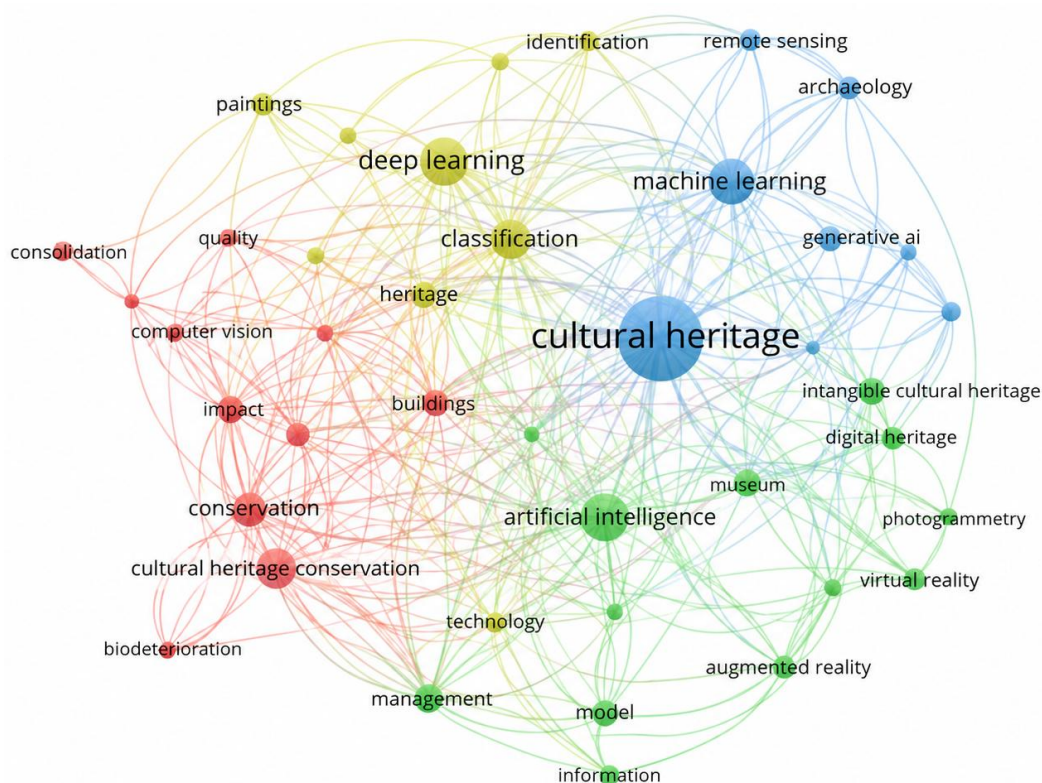 identification
remote sensing
archaeology
paintings
deep learning
machine learning
classification
generative ai
quality
consolidation
heritage
computer vision
cultural heritage
intangible cultural heritage
buildings
impact
digital heritage
museum
conservation
artificial intelligence
photogrammetry
cultural heritage conservation
virtual reality
technology
biodeterioration
augmented reality
management
model
information